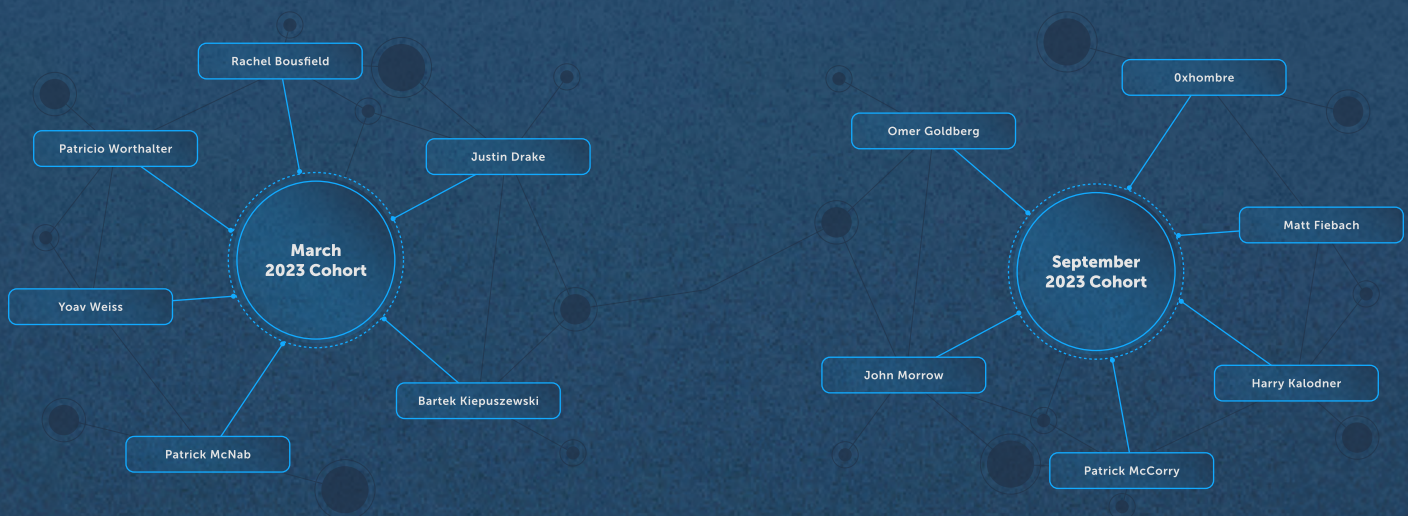 Rachel Bousfield
Patricio Worthalter
Justin Drake
March
2023 Cohort
Yoav Weiss
Bartek Kiepuszewski
Patrick McNab
0xhombre
Omer Goldberg
Matt Fiebach
September
2023 Cohort
John Morrow
Harry Kalodner
Patrick McCorry